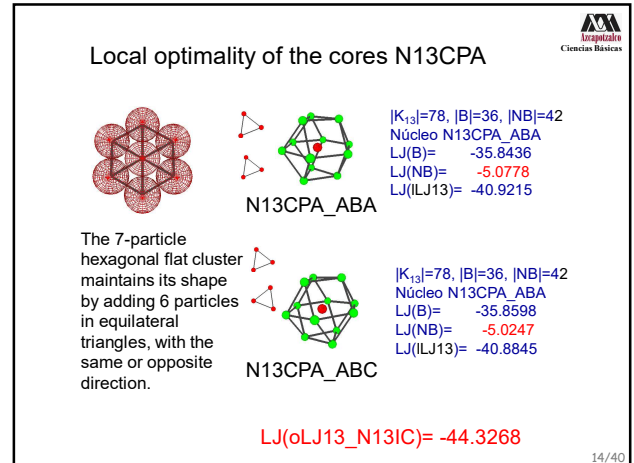 Azcapotzalco
Ciencias Básicas
Local optimality of the cores N13CPA
|K13|=78, |B|=36, |NB|=42
Núcleo N13CPA_ABA
LJ(B)= -35.8436
LJ(NB)= -5.0778
LJ(lLJ13)= -40.9215
N13CPA_ABA
The 7-particle
hexagonal flat cluster
maintains its shape
by adding 6 particles
in equilateral
triangles, with the
same or opposite
direction.
|K13|=78, |B|=36, |NB|=42
Núcleo N13CPA_ABA
LJ(B)= -35.8598
LJ(NB)= -5.0247
LJ(lLJ13)= -40.8845
N13CPA_ABC
LJ(oLJ13_N13IC)= -44.3268
14/40